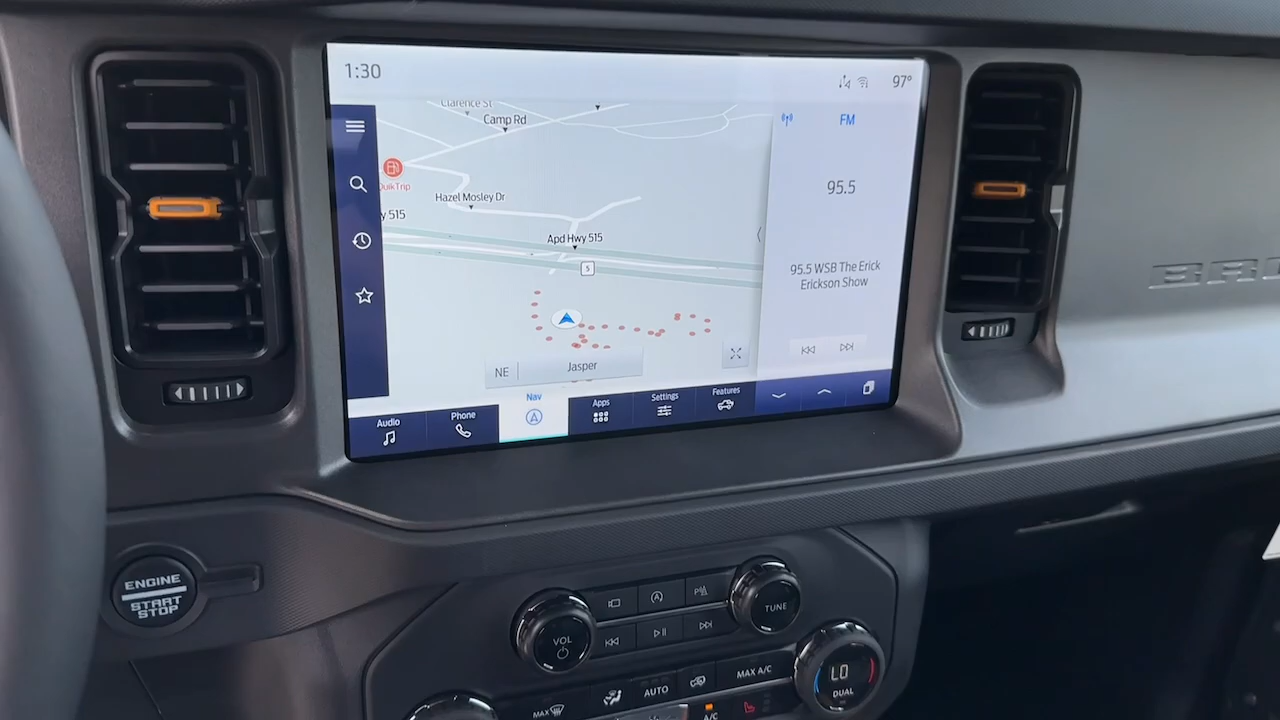 1:30
97°
Clarence St
Camp Rd
FM
QuikTrip
95.5
Hazel Mosley Dr
y 515
Apd Hwy 515
5
95.5 WSB The Erick
Erickson Show
NE
Jasper
Audio
Phone
Nav
Apps
Settings
Features
ENGINE
START
STOP
VOL
TUNE
MAX
AUTO
MAX A/C
A/C
LO
DUAL